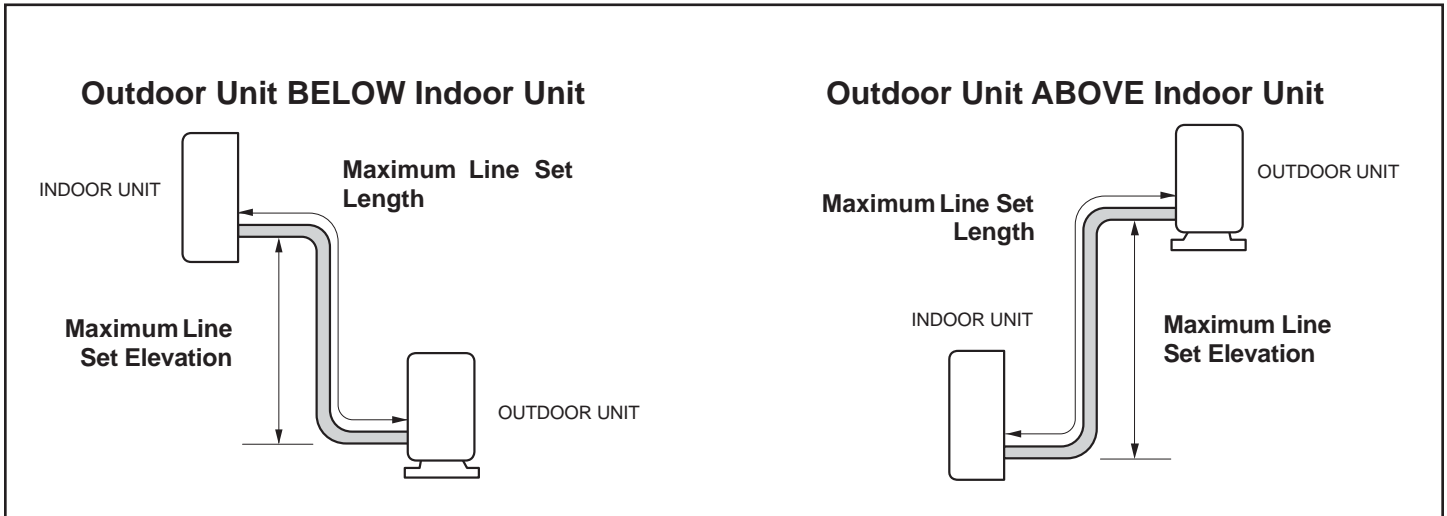 Outdoor Unit BELOW Indoor Unit
INDOOR UNIT
Maximum Line Set
Length
Maximum Line
Set Elevation
OUTDOOR UNIT
Outdoor Unit ABOVE Indoor Unit
OUTDOOR UNIT
Maximum Line Set
Length
INDOOR UNIT
Maximum Line
Set Elevation